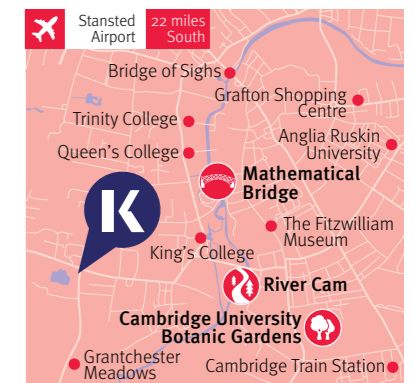 Stansted
Airport
22 miles
South
Bridge of Sighs
Grafton Shopping
Centre
Trinity College
Anglia Ruskin
University
Queen's College
Mathematical
Bridge
K
The Fitzwilliam
Museum
King's College
River Cam
Cambridge University
Botanic Gardens
Grantchester
Meadows
Cambridge Train Station